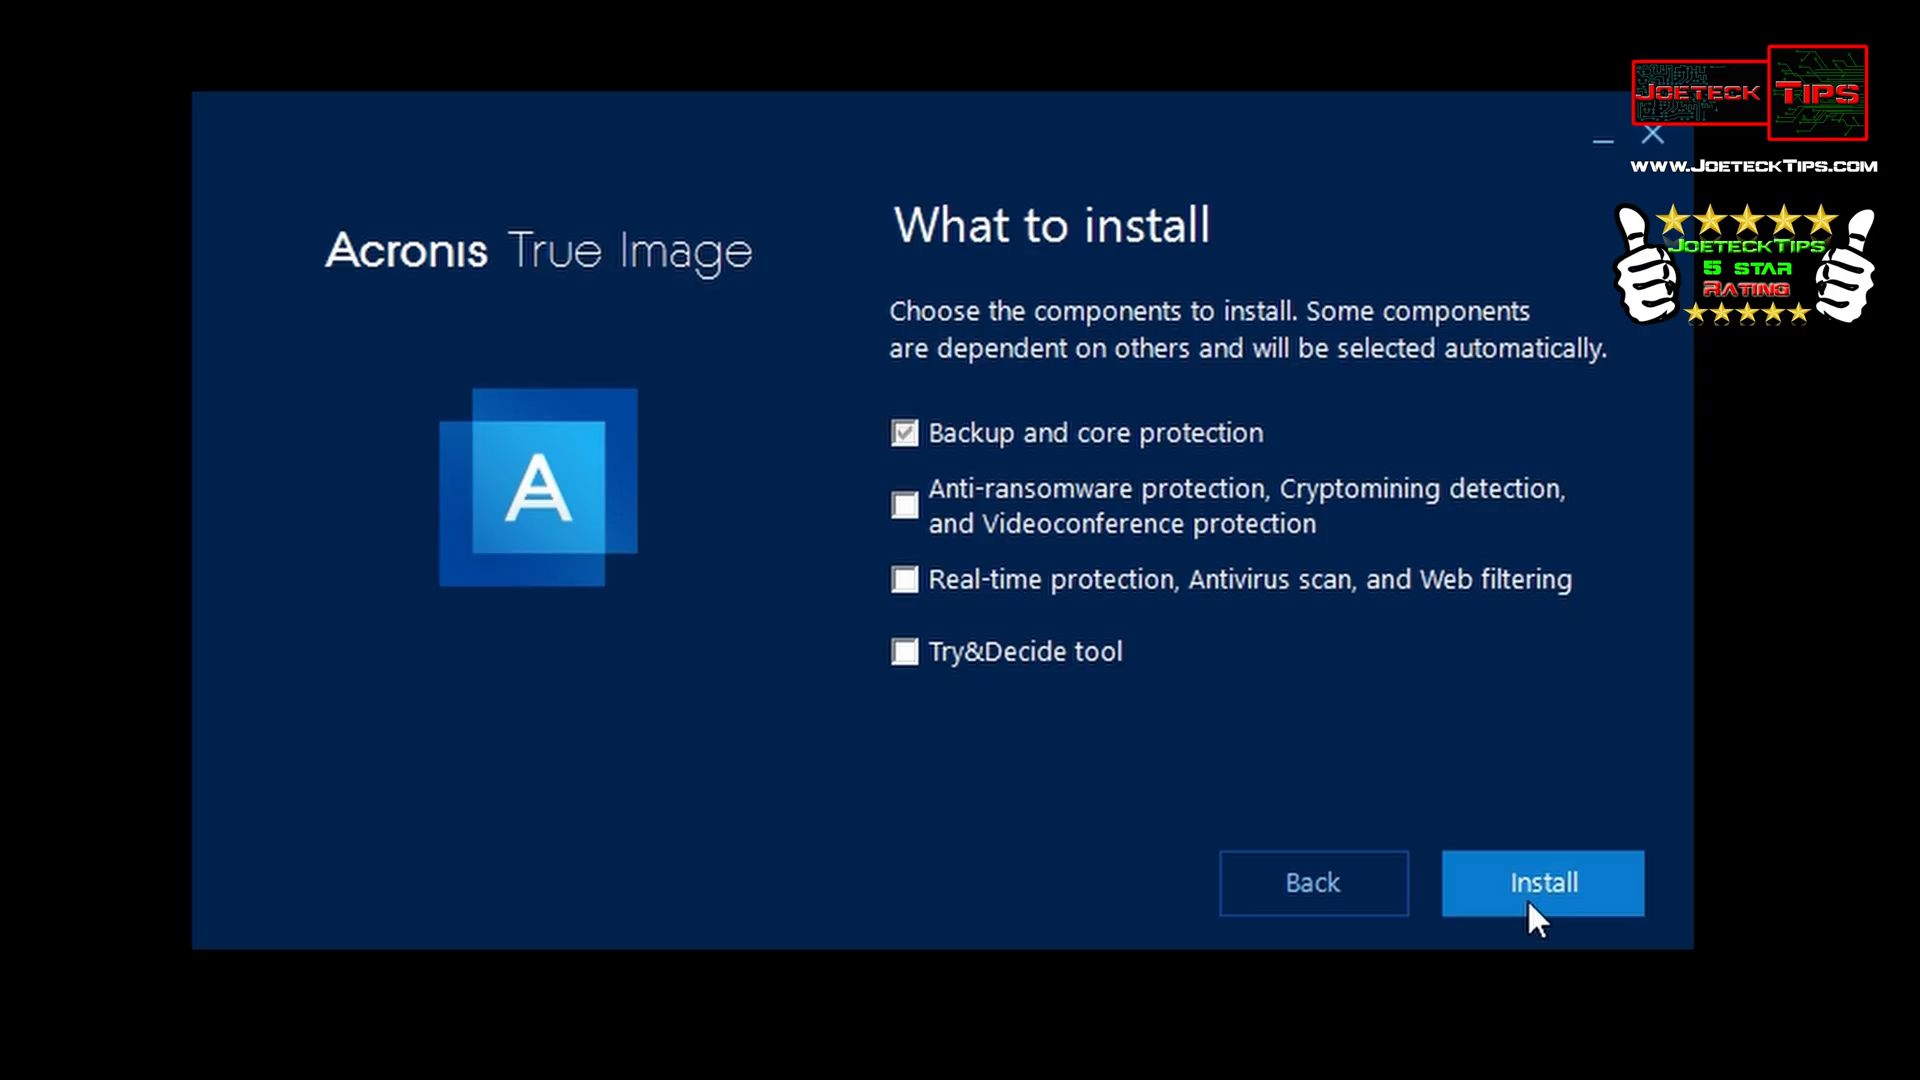 JOETECK TIPS
WWW.JOETECKTIPS.COM
JOETECKTIPS
5 STAR
RATING
Acronis True Image
A
What to install
Choose the components to install. Some components
are dependent on others and will be selected automatically.
Backup and core protection
Anti-ransomware protection, Cryptomining detection,
and Videoconference protection
Real-time protection, Antivirus scan, and Web filtering
Try&Decide tool
Back
Install